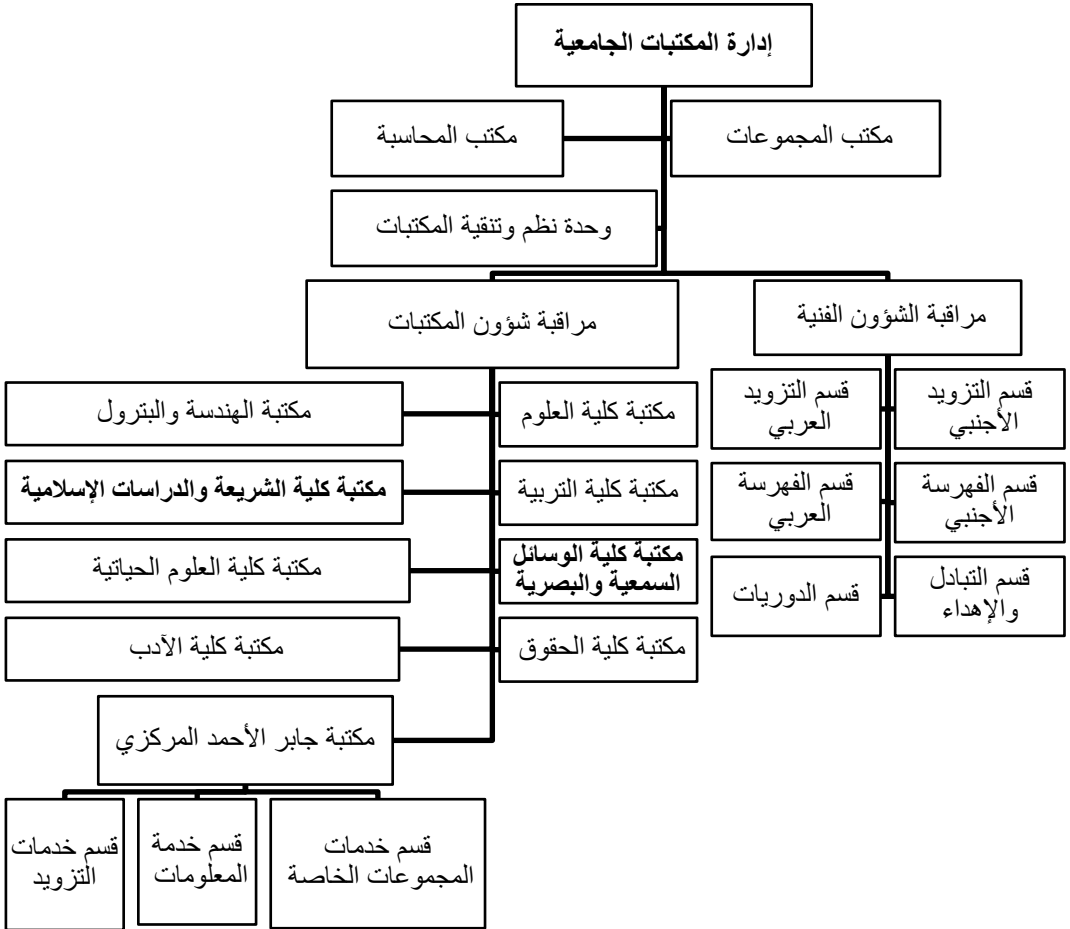 إدارة المكتبات الجامعية
مكتب المجموعات
مكتب المحاسبة
وحدة نظم وتنقية المكتبات
مراقبة الشؤون الفنية
مراقبة شؤون المكتبات
قسم التزويد
الأجنبي
قسم التزويد
العربي
قسم الفهرسة
الأجنبي
قسم الفهرسة
العربي
قسم التبادل
والإهداء
قسم الدوريات
مكتبة كلية العلوم
مكتبة الهندسة والبترول
مكتبة كلية التربية
مكتبة كلية الشريعة والدراسات الإسلامية
مكتبة كلية الوسائل
السمعية والبصرية
مكتبة كلية العلوم الحياتية
مكتبة كلية الحقوق
مكتبة كلية الآدب
مكتبة جابر الأحمد المركزي
قسم خدمات
المجموعات الخاصة
قسم خدمة
المعلومات
قسم خدمات
التزويد